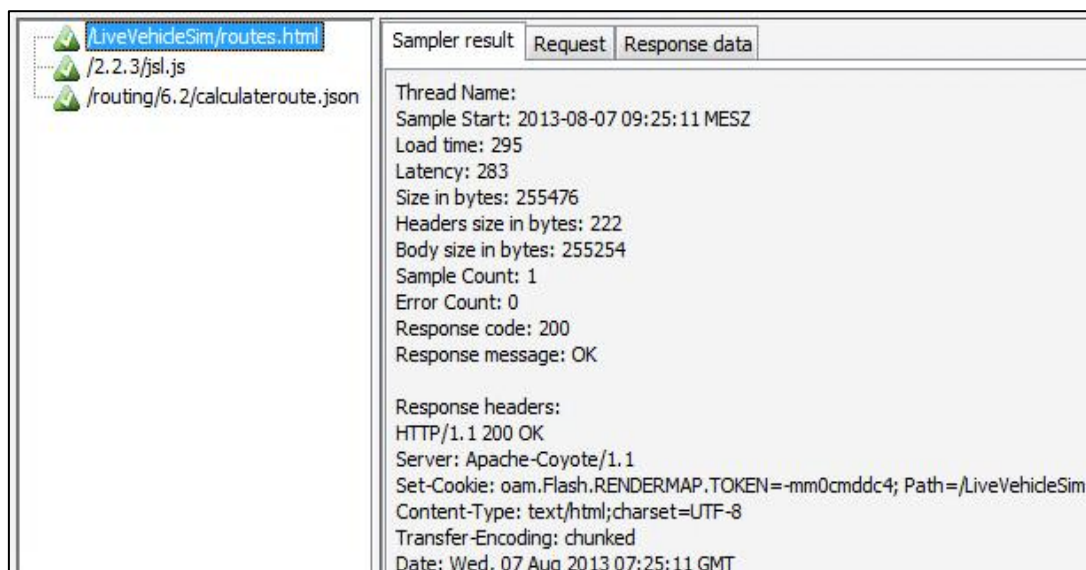 /LiveVehicleSim/routes.html
/2.2.3/jsl.js
/routing/6.2/calculateroute.json
Sampler result
Request
Response data
Thread Name:
Sample Start: 2013-08-07 09:25:11 MESZ
Load time: 295
Latency: 283
Size in bytes: 255476
Headers size in bytes: 222
Body size in bytes: 255254
Sample Count: 1
Error Count: 0
Response code: 200
Response message: OK
Response headers:
HTTP/1.1 200 OK
Server: Apache-Coyote/1.1
Set-Cookie: oam.Flash.RENDERMAP.TOKEN=-mm0cmddc4; Path=/LiveVehicleSim
Content-Type: text/html;charset=UTF-8
Transfer-Encoding: chunked
Date: Wed, 07 Aug 2013 07:25:11 GMT